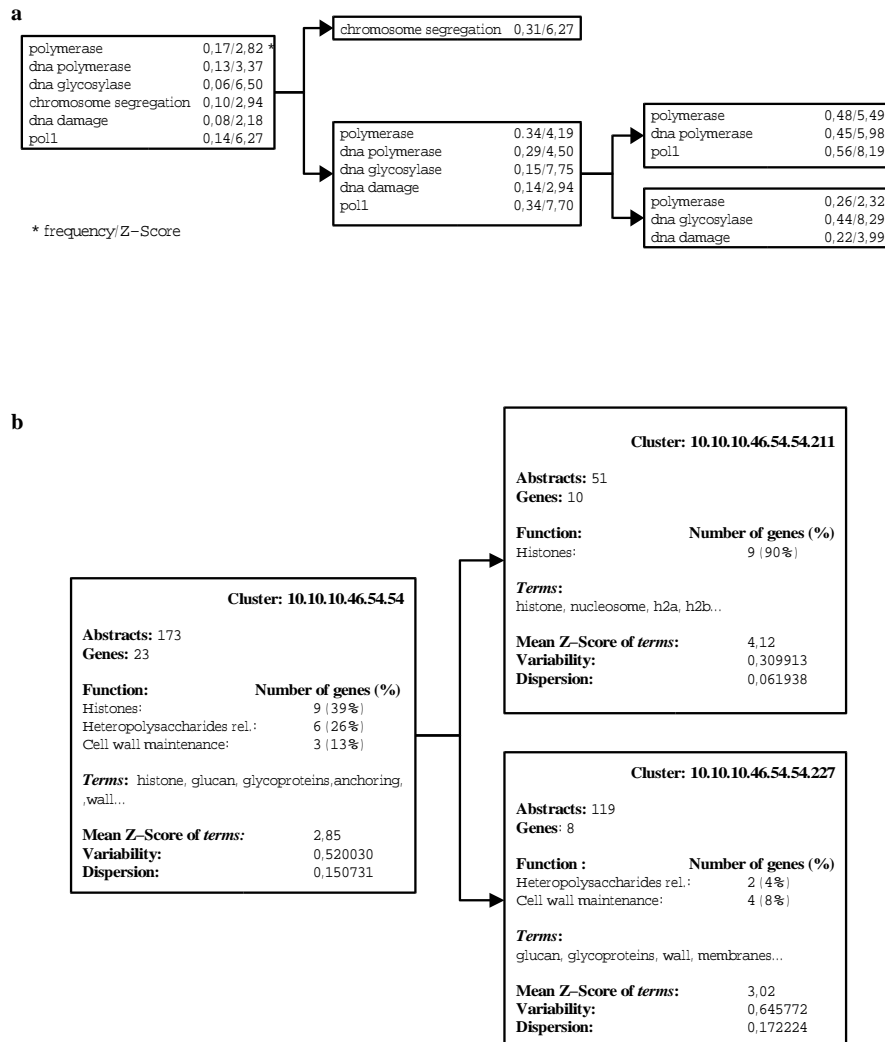 a
polymerase 0,17/2,82 *
dna polymerase 0,13/3,37
dna glycosylase 0,06/6,50
chromosome segregation 0,10/2,94
dna damage 0,08/2,18
pol1 0,14/6,27
chromosome segregation 0,31/6,27
polymerase 0.34/4,19
dna polymerase 0,29/4,50
dna glycosylase 0,15/7,75
dna damage 0,14/2,94
pol1 0,34/7,70
polymerase 0,48/5,49
dna polymerase 0,45/5,98
pol1 0,56/8,19
polymerase 0,26/2,32
dna glycosylase 0,44/8,29
dna damage 0,22/3,99
* frequency/Z–Score
b
Cluster: 10.10.10.46.54.54
Abstracts: 173
Genes: 23
Function: Number of genes (%)
Histones: 9 (39%)
Heteropolysaccharides rel.: 6 (26%)
Cell wall maintenance: 3 (13%)
Terms: histone, glucan, glycoproteins,anchoring,
,wall...
Mean Z–Score of terms: 2,85
Variability: 0,520030
Dispersion: 0,150731
Cluster: 10.10.10.46.54.54.211
Abstracts: 51
Genes: 10
Function: Number of genes (%)
Histones: 9 (90%)
Terms:
histone, nucleosome, h2a, h2b...
Mean Z–Score of terms: 4,12
Variability: 0,309913
Dispersion: 0,061938
Cluster: 10.10.10.46.54.54.227
Abstracts: 119
Genes: 8
Function : Number of genes (%)
Heteropolysaccharides rel.: 2 (4%)
Cell wall maintenance: 4 (8%)
Terms:
glucan, glycoproteins, wall, membranes...
Mean Z–Score of terms: 3,02
Variability: 0,645772
Dispersion: 0,172224